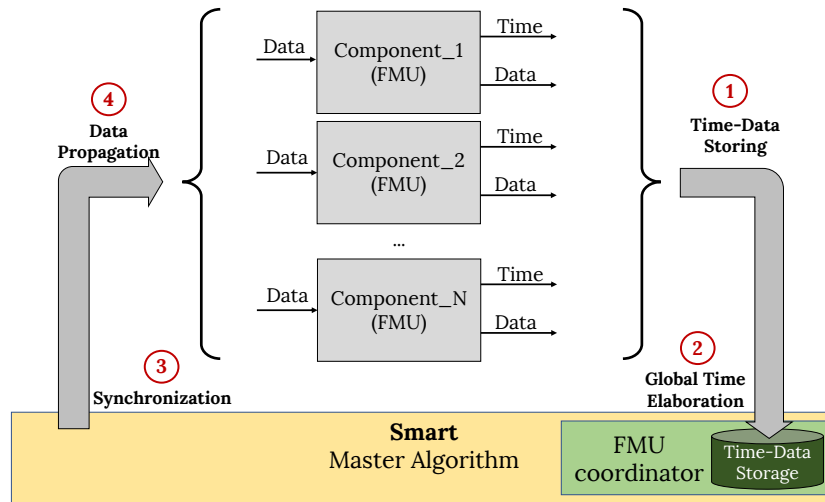 Data
Component_1
(FMU)
Time
Data
4
Data
Propagation
1
Time-Data
Storing
Data
Component_2
(FMU)
Time
Data
...
Data
Component_N
(FMU)
Time
Data
3
Synchronization
2
Global Time
Elaboration
Smart
Master Algorithm
FMU
coordinator
Time-Data
Storage